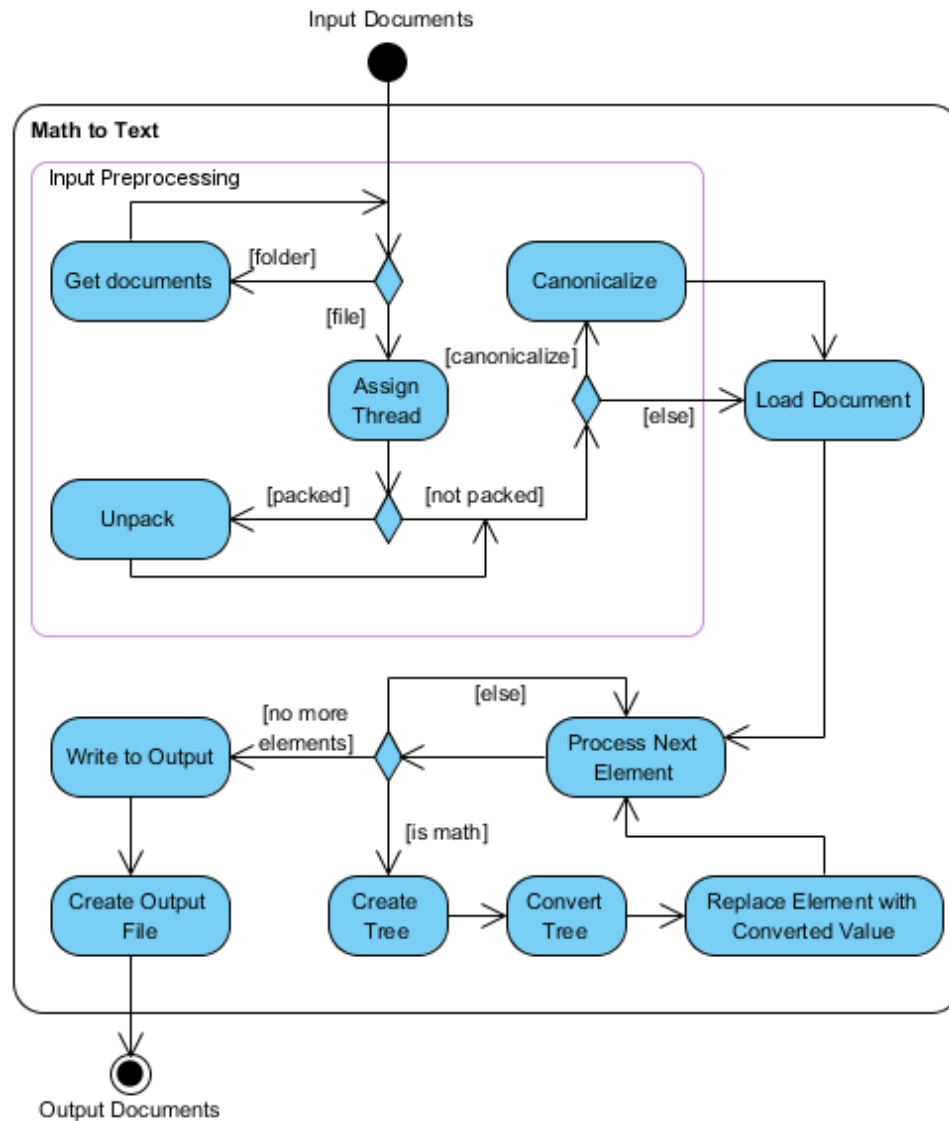 Input Documents
Math to Text
Input Preprocessing
Get documents
[folder]
[file]
Canonicalize
[canonicalize]
Assign
Thread
[else]
Load Document
Unpack
[packed]
[not packed]
[else]
[no more
elements]
Write to Output
Process Next
Element
[is math]
Create Output
File
Create
Tree
Convert
Tree
Replace Element with
Converted Value
Output Documents